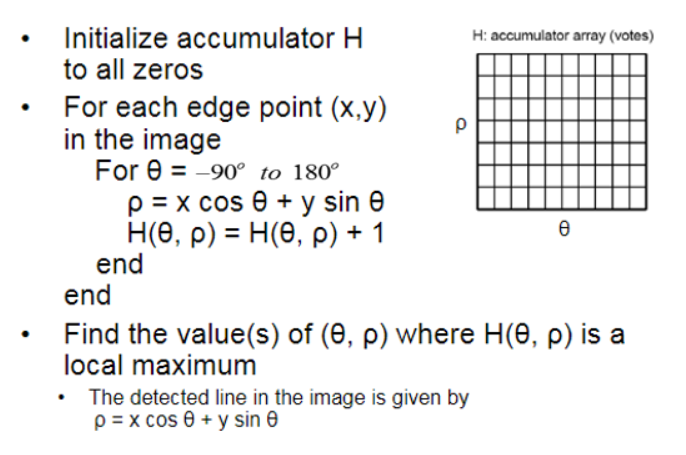 • Initialize accumulator H
to all zeros
• For each edge point (x,y)
in the image
For θ = −90° to 180°
ρ = x cos θ + y sin θ
H(θ, ρ) = H(θ, ρ) + 1
end
end
• Find the value(s) of (θ, ρ) where H(θ, ρ) is a
local maximum
• The detected line in the image is given by
ρ = x cos θ + y sin θ
H: accumulator array (votes)
ρ
θ